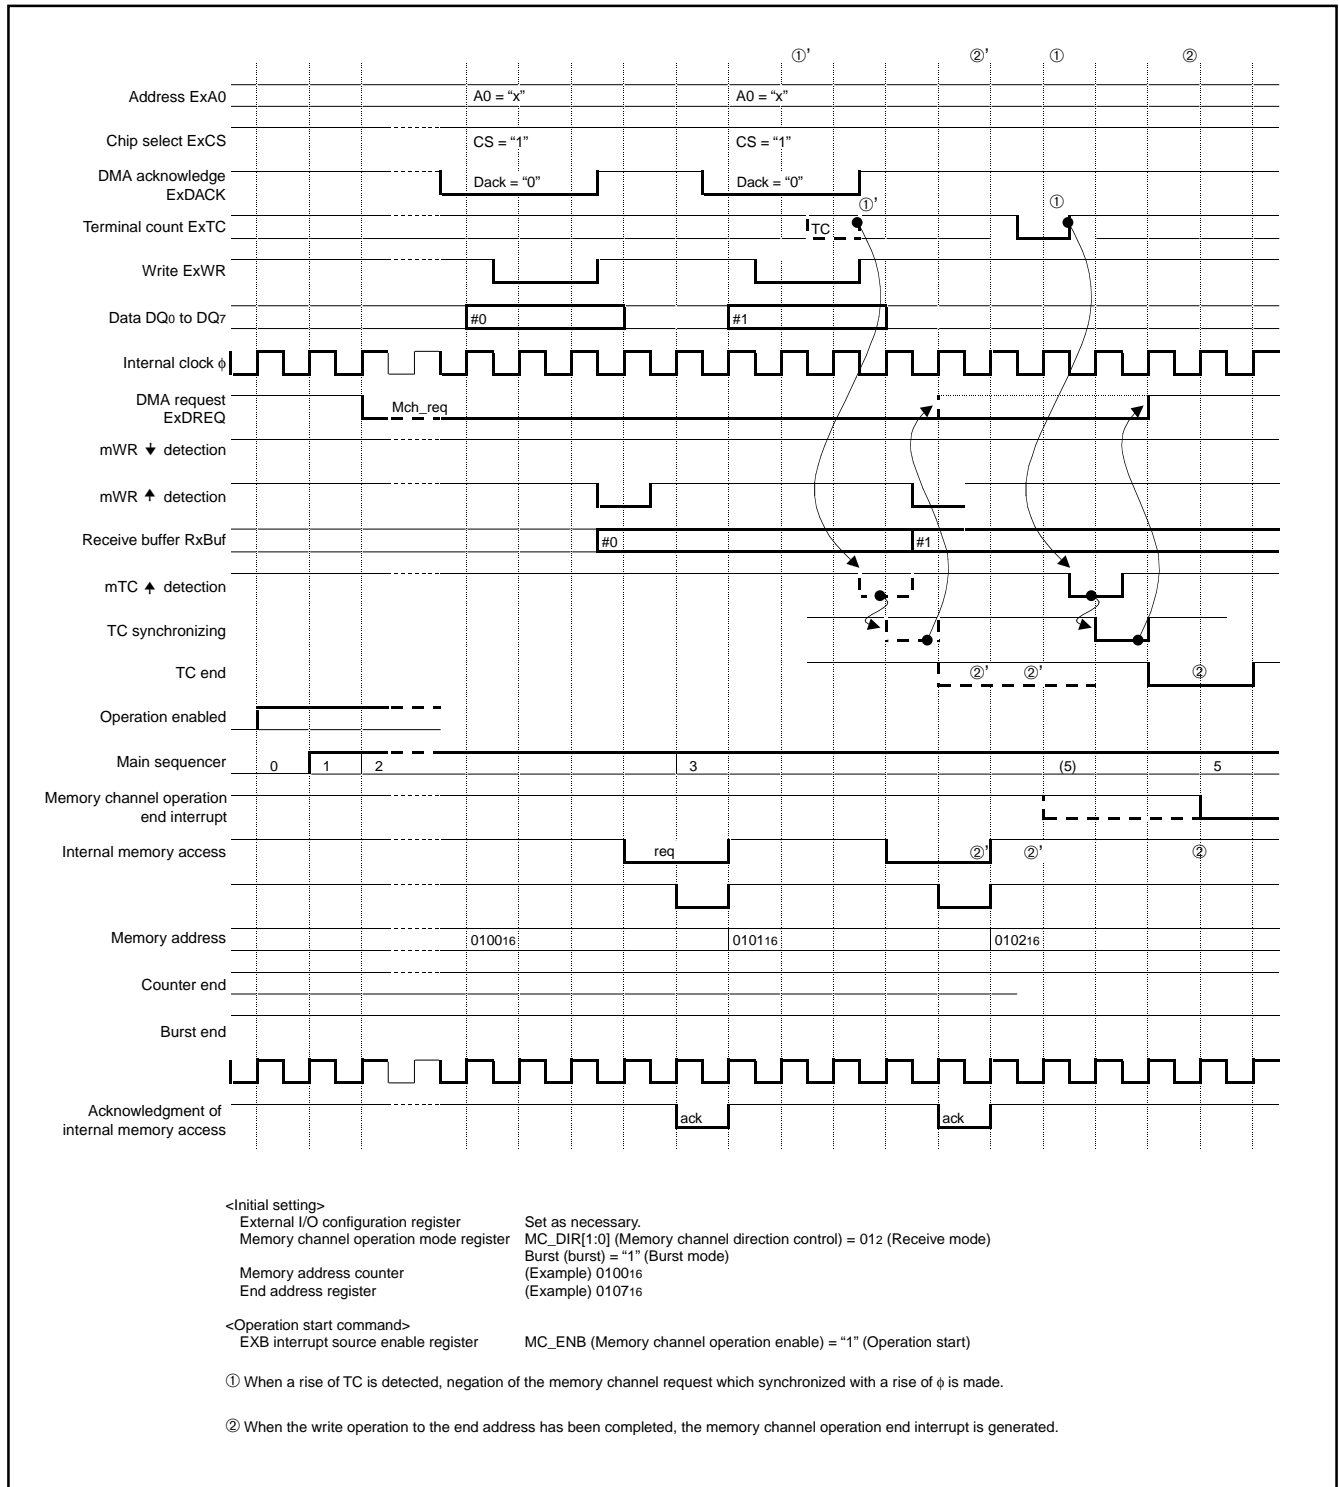 ①’ ②’ ① ②
Address ExA0 A0 = “x” A0 = “x”
Chip select ExCS CS = “1” CS = “1”
DMA acknowledge
ExDACK Dack = “0” Dack = “0”
①’ ①
Terminal count ExTC TC
Write ExWR
Data DQ0 to DQ7 #0 #1
Internal clock ϕ
DMA request
ExDREQ Mch_req
mWR detection
mWR detection
Receive buffer RxBuf #0 #1
mTC detection
TC synchronizing
TC end ②’ ②’ ②
Operation enabled
Main sequencer 0 1 2 3 (5) 5
Memory channel operation
end interrupt
Internal memory access req ②’ ②’ ②
Memory address 010016 010116 010216
Counter end
Burst end
Acknowledgment of
internal memory access ack ack
<Initial setting>
External I/O configuration register Set as necessary.
Memory channel operation mode register MC_DIR[1:0] (Memory channel direction control) = 012 (Receive mode)
Burst (burst) = “1” (Burst mode)
Memory address counter (Example) 010016
End address register (Example) 010716
<Operation start command>
EXB interrupt source enable register MC_ENB (Memory channel operation enable) = “1” (Operation start)
① When a rise of TC is detected, negation of the memory channel request which synchronized with a rise of ϕ is made.
② When the write operation to the end address has been completed, the memory channel operation end interrupt is generated.